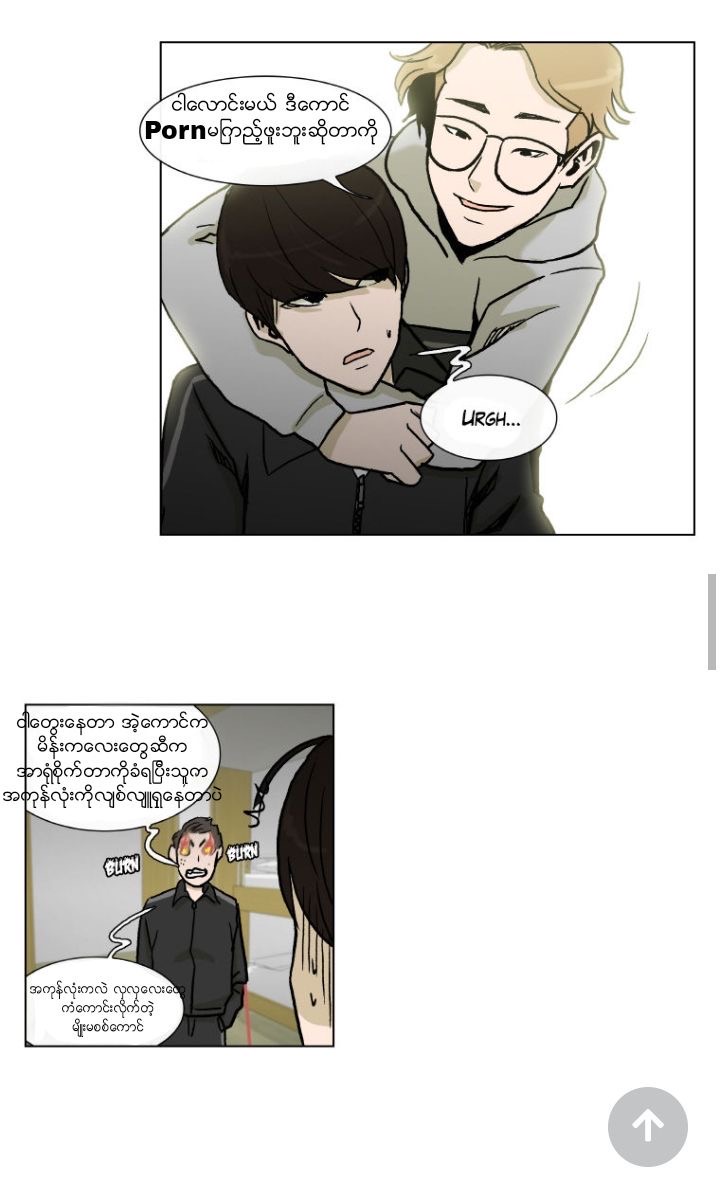 ငါလောင်းမယ် ဒီကောင်
Pornမကြည့်ဖူးဘူးဆိုတာကို
URGH...
ငါတွေးနေတာ အဲ့ကောင်က
မိန်းကလေးတွေဆီက
အာရုံစိုက်တာကိုခံရပြီးသူက
အကုန်လုံးကိုလျစ်လျူရှုနေတာပဲ
BURN
BURN
အကုန်လုံးကလဲ လှလှလေးတွေ
ကံကောင်းလိုက်တဲ့
မျိုးမစစ်ကောင်